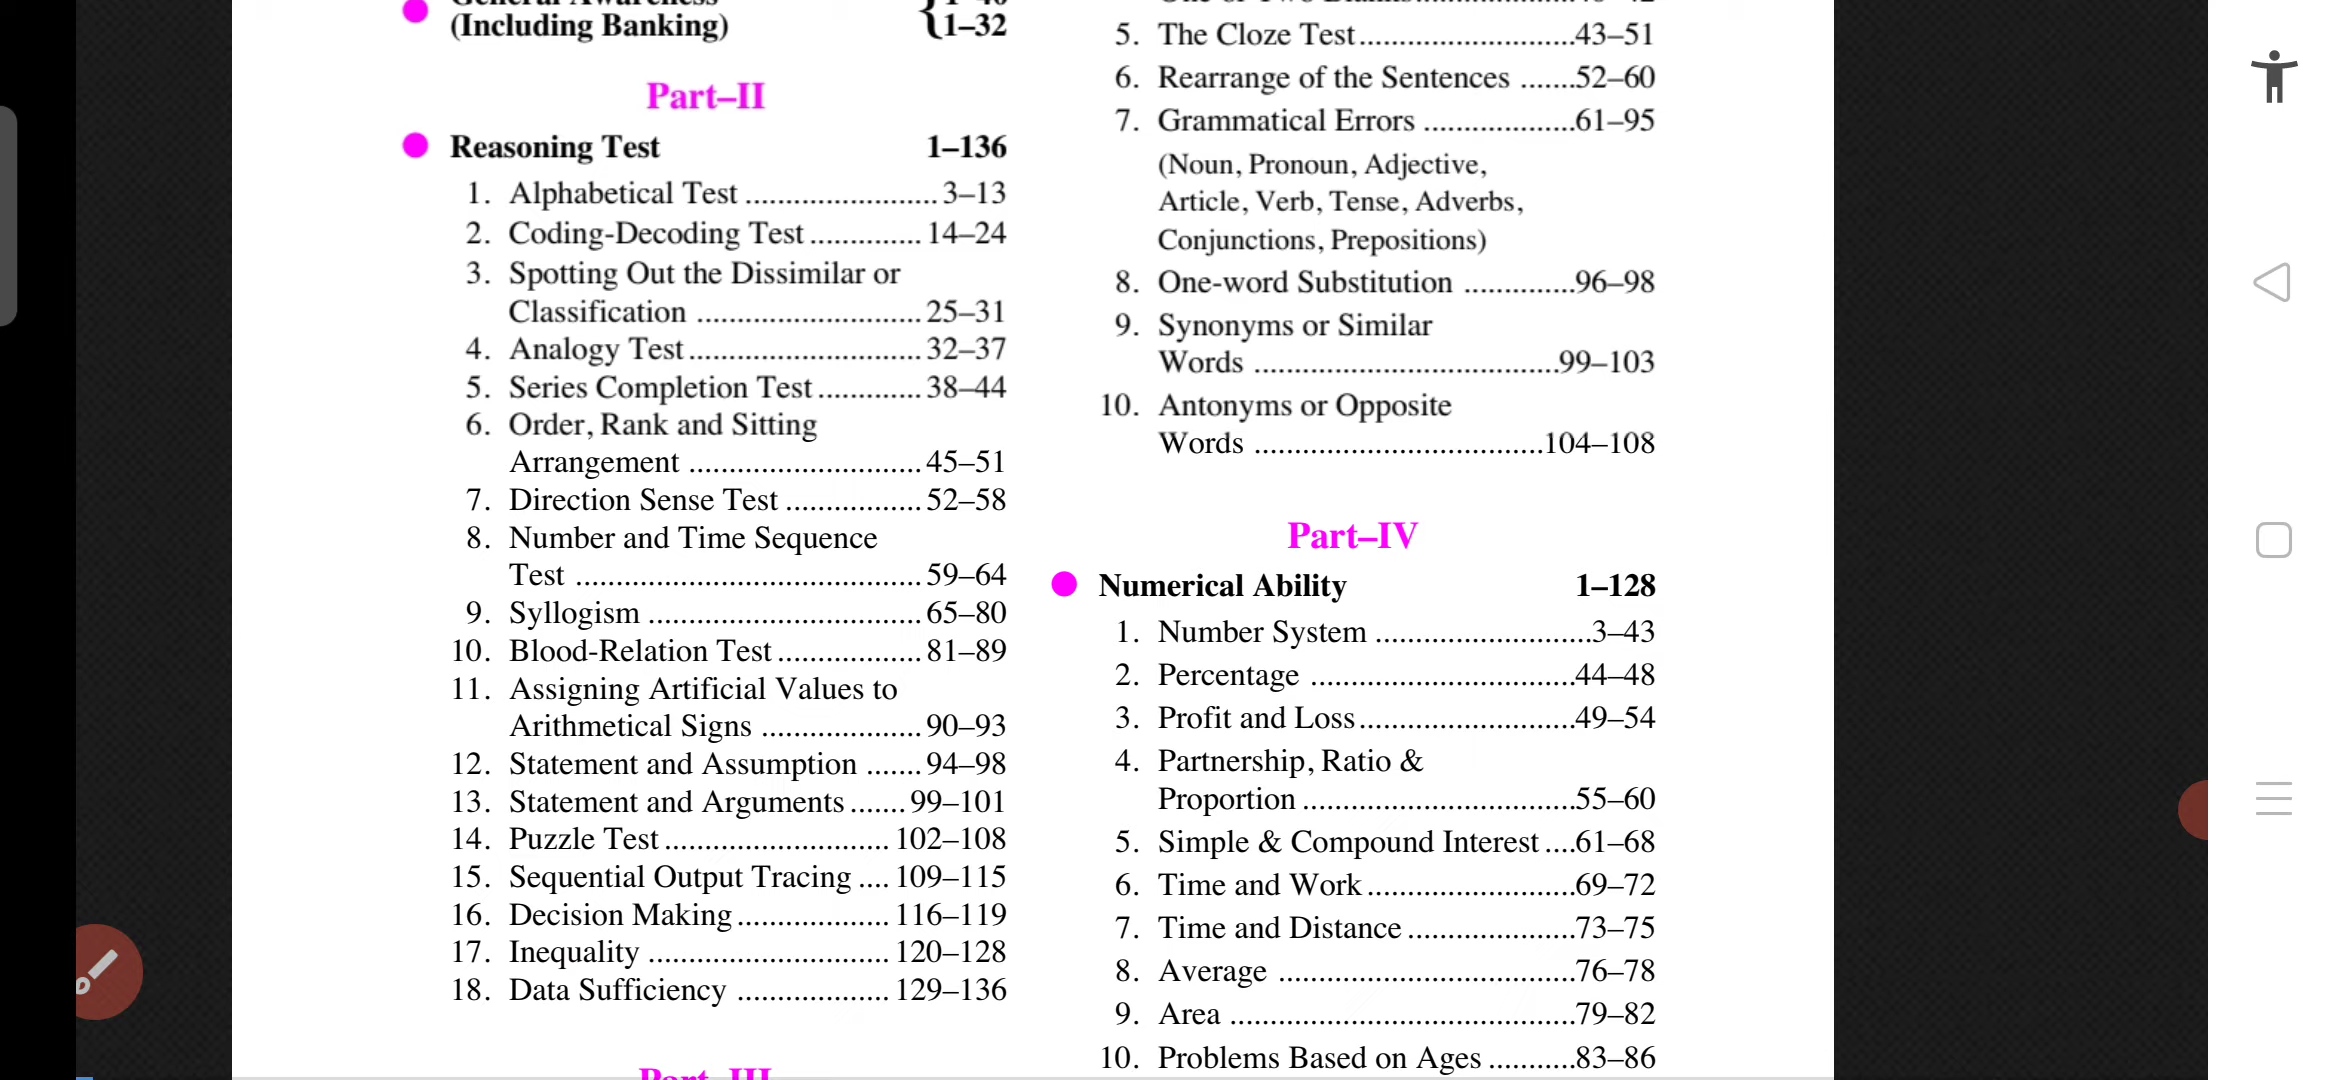 General Awareness
(Including Banking) 1–32
Part–II
Reasoning Test 1–136
1. Alphabetical Test ........................ 3–13
2. Coding-Decoding Test .............. 14–24
3. Spotting Out the Dissimilar or
Classification ............................ 25–31
4. Analogy Test ............................. 32–37
5. Series Completion Test ............. 38–44
6. Order, Rank and Sitting
Arrangement ............................. 45–51
7. Direction Sense Test ................. 52–58
8. Number and Time Sequence
Test ........................................... 59–64
9. Syllogism .................................. 65–80
10. Blood-Relation Test .................. 81–89
11. Assigning Artificial Values to
Arithmetical Signs .................... 90–93
12. Statement and Assumption ....... 94–98
13. Statement and Arguments ....... 99–101
14. Puzzle Test ............................ 102–108
15. Sequential Output Tracing .... 109–115
16. Decision Making ................... 116–119
17. Inequality .............................. 120–128
18. Data Sufficiency ................... 129–136
Part–III
5. The Cloze Test ...........................43–51
6. Rearrange of the Sentences .......52–60
7. Grammatical Errors ...................61–95
(Noun, Pronoun, Adjective,
Article, Verb, Tense, Adverbs,
Conjunctions, Prepositions)
8. One-word Substitution ..............96–98
9. Synonyms or Similar
Words ......................................99–103
10. Antonyms or Opposite
Words ....................................104–108
Part–IV
Numerical Ability 1–128
1. Number System ...........................3–43
2. Percentage .................................44–48
3. Profit and Loss ...........................49–54
4. Partnership, Ratio &
Proportion ..................................55–60
5. Simple & Compound Interest ....61–68
6. Time and Work ..........................69–72
7. Time and Distance .....................73–75
8. Average .....................................76–78
9. Area ...........................................79–82
10. Problems Based on Ages ...........83–86